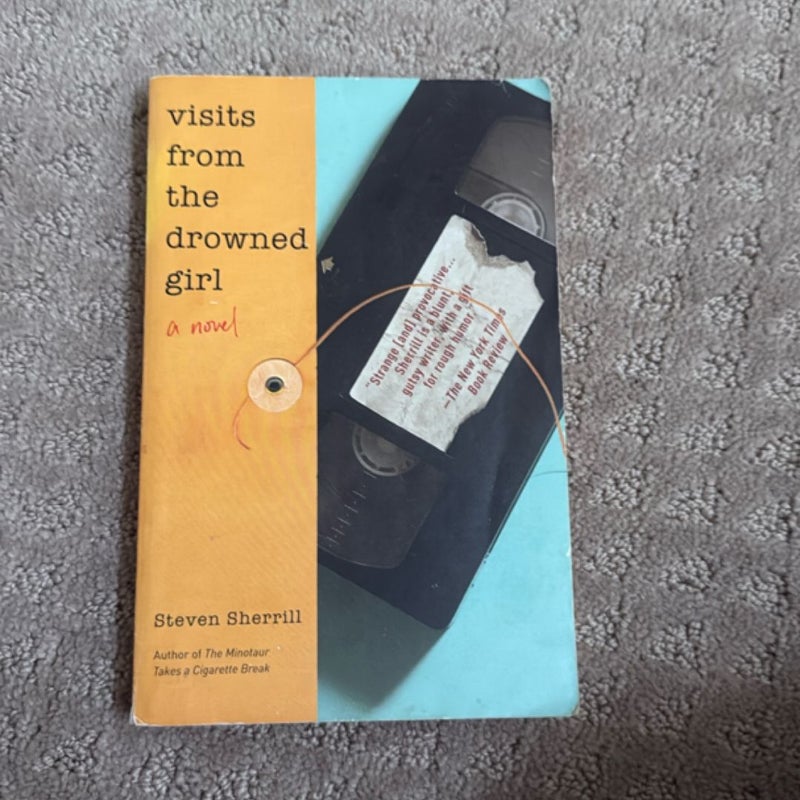 visits
from
the
drowned
girl
a novel
"Strange [and] provocative...
Sherrill is a blunt,
gutsy writer, with a gift
for rough humor."
—The New York Times
Book Review
Steven Sherrill
Author of The Minotaur
Takes a Cigarette Break